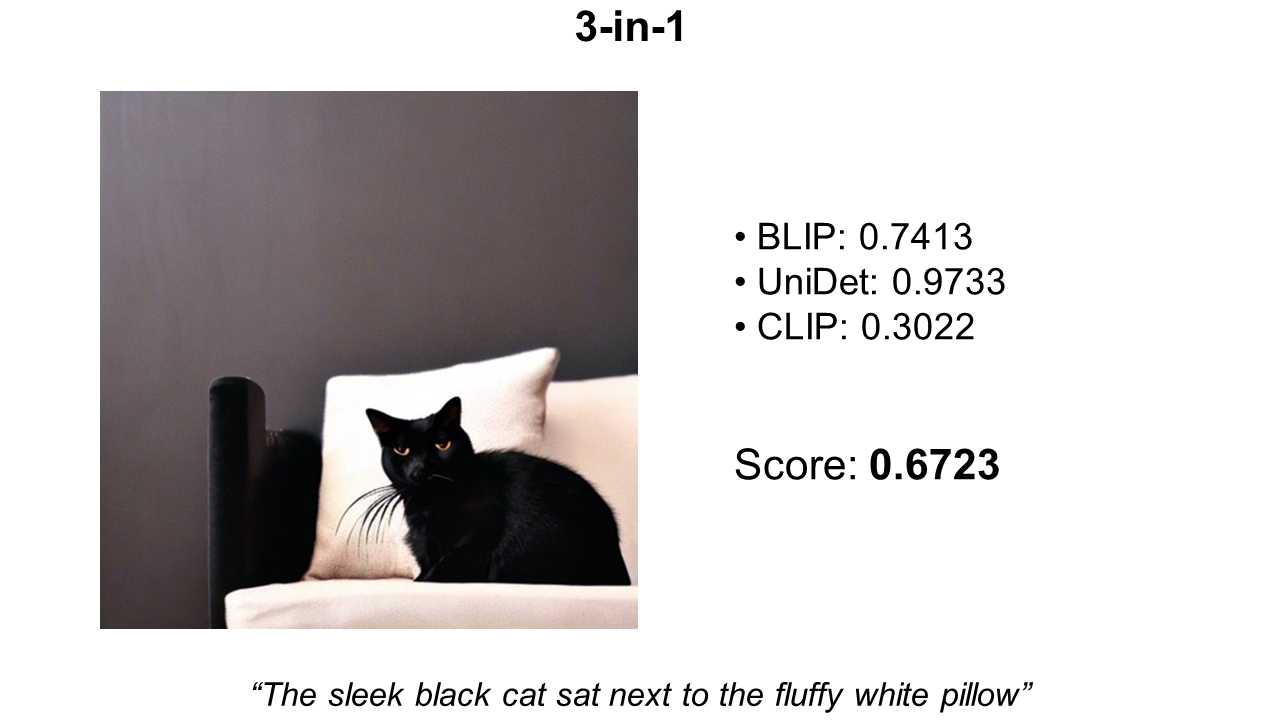 3-in-1
• BLIP: 0.7413
• UniDet: 0.9733
• CLIP: 0.3022
Score: 0.6723
“The sleek black cat sat next to the fluffy white pillow”